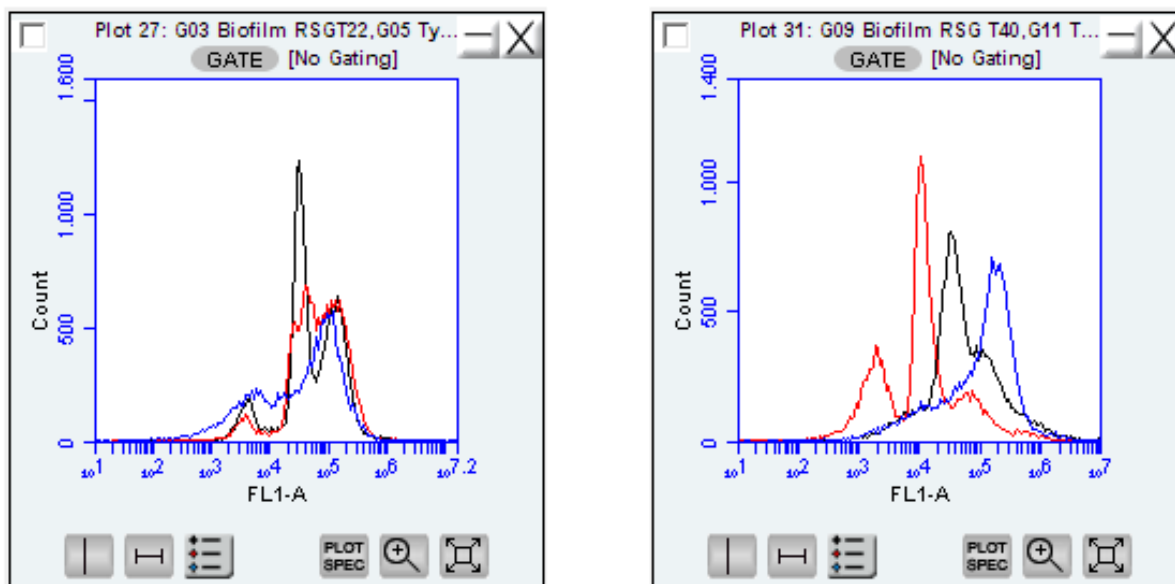 Plot 27: G03 Biofilm RSGT22,G05 Ty...
GATE [No Gating]
1.600
1.000
500
0
Count
10^1 10^2 10^3 10^4 10^5 10^6 10^7.2
FL1-A
PLOT
SPEC
Plot 31: G09 Biofilm RSG T40,G11 T...
GATE [No Gating]
1.400
1.000
500
0
Count
10^1 10^2 10^3 10^4 10^5 10^6 10^7
FL1-A
PLOT
SPEC